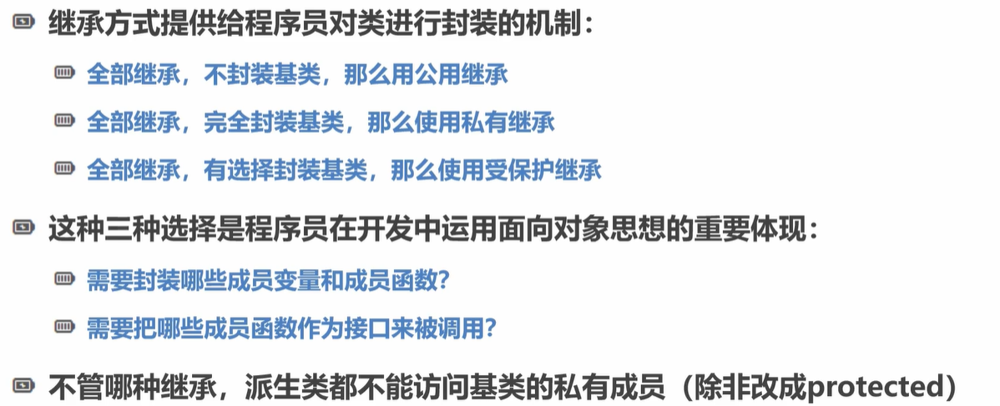 继承方式提供给程序员对类进行封装的机制：
全部继承，不封装基类，那么用公用继承
全部继承，完全封装基类，那么使用私有继承
全部继承，有选择封装基类，那么使用受保护继承
这种三种选择是程序员在开发中运用面向对象思想的重要体现：
需要封装哪些成员变量和成员函数？
需要把哪些成员函数作为接口来被调用？
不管哪种继承，派生类都不能访问基类的私有成员（除非改成protected）